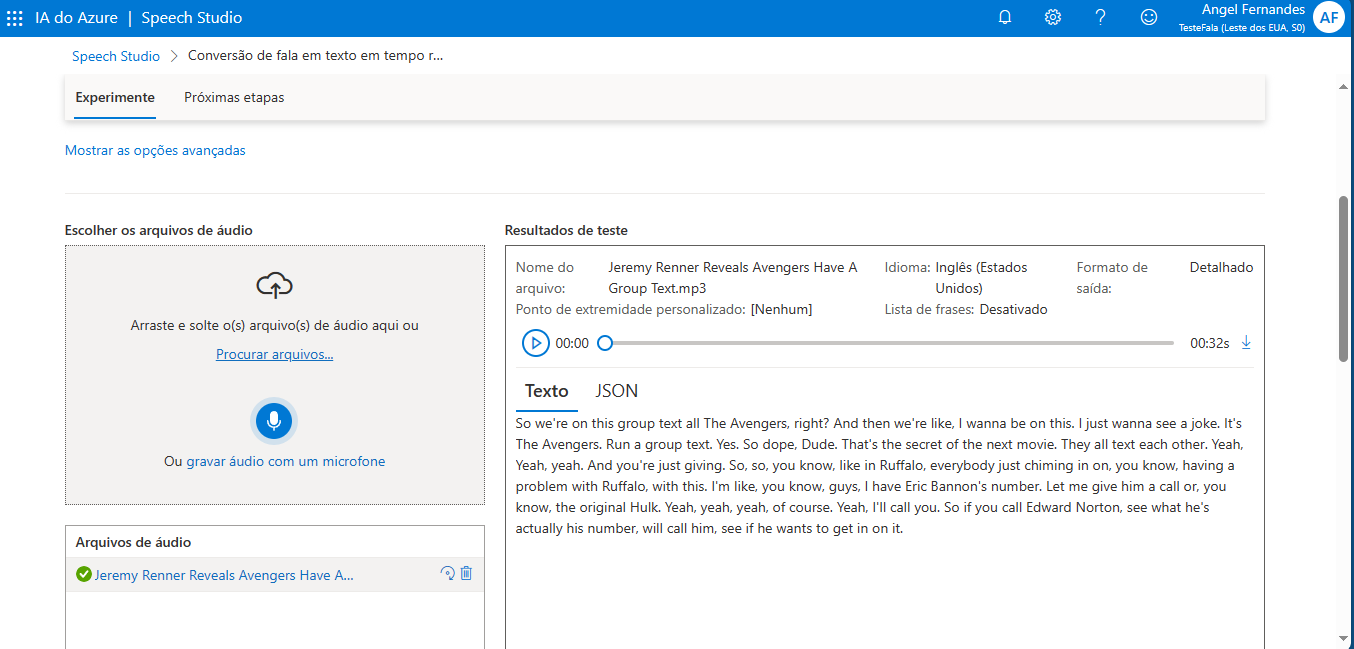 IA do Azure | Speech Studio
Angel Fernandes
TesteFala (Leste dos EUA, S0)
AF
Speech Studio > Conversão de fala em texto em tempo r...
Experimente
Próximas etapas
Mostrar as opções avançadas
Escolher os arquivos de áudio
Arraste e solte o(s) arquivo(s) de áudio aqui ou
Procurar arquivos...
Ou gravar áudio com um microfone
Arquivos de áudio
Jeremy Renner Reveals Avengers Have A...
Resultados de teste
Nome do arquivo: Jeremy Renner Reveals Avengers Have A Group Text.mp3
Idioma: Inglês (Estados Unidos)
Formato de saída: Detalhado
Ponto de extremidade personalizado: [Nenhum]
Lista de frases: Desativado
00:00
00:32s
Texto
JSON
So we're on this group text all The Avengers, right? And then we're like, I wanna be on this. I just wanna see a joke. It's
The Avengers. Run a group text. Yes. So dope, Dude. That's the secret of the next movie. They all text each other. Yeah,
Yeah, yeah. And you're just giving. So, so, you know, like in Ruffalo, everybody just chiming in on, you know, having a
problem with Ruffalo, with this. I'm like, you know, guys, I have Eric Bannon's number. Let me give him a call or, you
know, the original Hulk. Yeah, yeah, yeah, of course. Yeah, I'll call you. So if you call Edward Norton, see what he's
actually his number, will call him, see if he wants to get in on it.